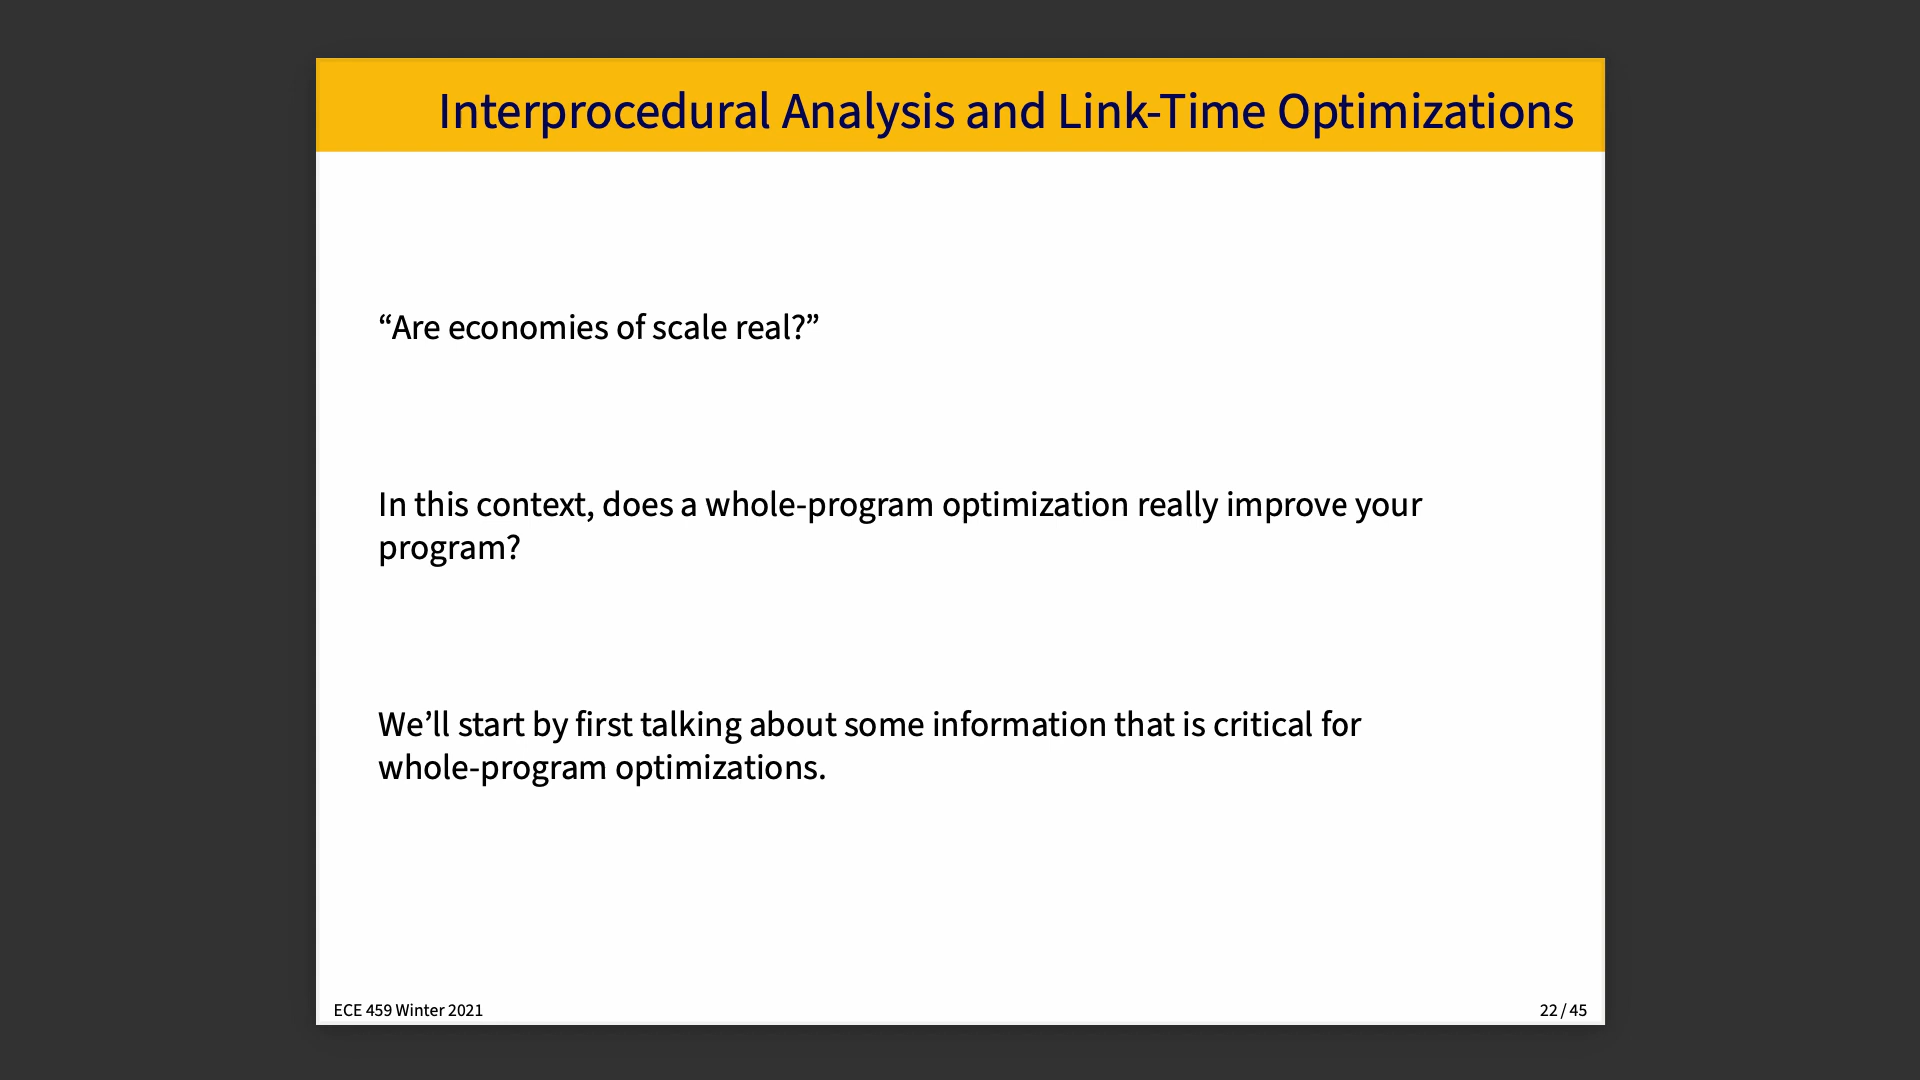 Interprocedural Analysis and Link-Time Optimizations
“Are economies of scale real?”
In this context, does a whole-program optimization really improve your
program?
We’ll start by first talking about some information that is critical for
whole-program optimizations.
ECE 459 Winter 2021
22 / 45